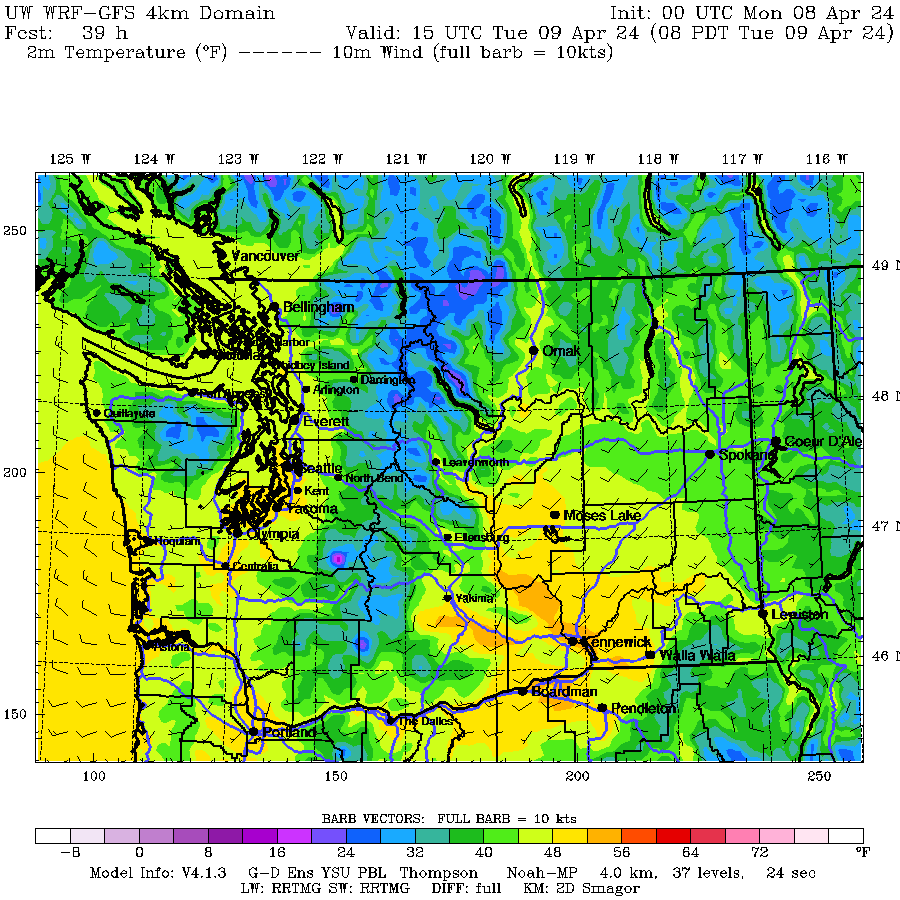 UW WRF-GFS 4km Domain Init: 00 UTC Mon 08 Apr 24
Fcst: 39 h Valid: 15 UTC Tue 09 Apr 24 (08 PDT Tue 09 Apr 24)
2m Temperature (°F) ------ 10m Wind (full barb = 10kts)
125 W 124 W 123 W 122 W 121 W 120 W 119 W 118 W 117 W 116 W
250
Vancouver
49 N
Bellingham
Harbor
Victoria
Omak
Whidbey Island
Darrington
Arlington
Port Angeles
48 N
Quillayute
Everett
Coeur D'Ale
Spokane
Leavenworth
200
Seattle
North Bend
Kent
Tacoma
Moses Lake
47 N
Olympia
Ellensburg
Hoquiam
Centralia
Yakima
Lewiston
Kennewick
Astoria
Walla Walla
46 N
Boardman
Pendleton
150
The Dalles
Portland
100 150 200 250
BARB VECTORS: FULL BARB = 10 kts
-8 0 8 16 24 32 40 48 56 64 72 °F
Model Info: V4.1.3 G-D Ens YSU PBL Thompson Noah-MP 4.0 km, 37 levels, 24 sec
LW: RRTMG SW: RRTMG DIFF: full KM: 2D Smagor